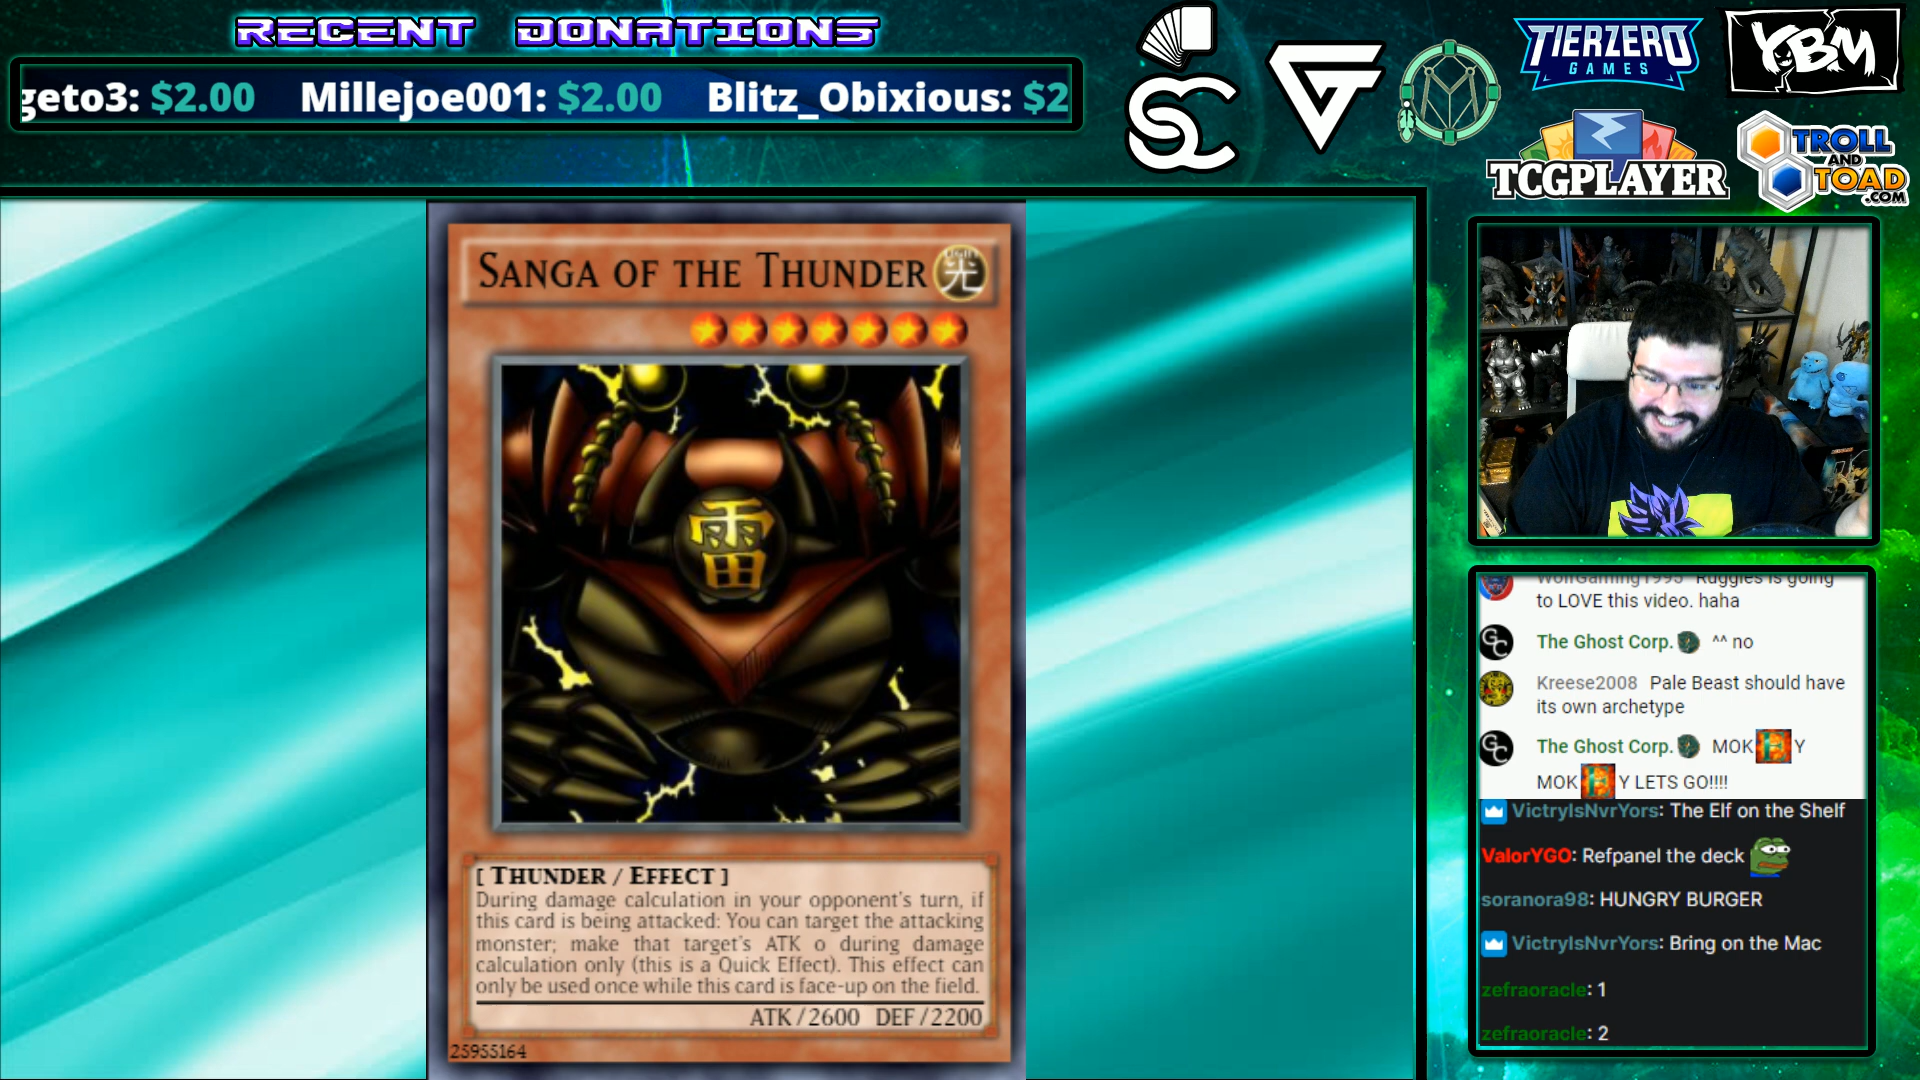 RECENT DONATIONS
geto3: $2.00 Millejoe001: $2.00 Blitz_Obixious: $2
SC
TIERZERO
GAMES
YBM
TCGPLAYER
TROLL
AND
TOAD
.COM
SANGA OF THE THUNDER
光
雷
[ THUNDER / EFFECT ]
During damage calculation in your opponent's turn, if
this card is being attacked: You can target the attacking
monster; make that target's ATK 0 during damage
calculation only (this is a Quick Effect). This effect can
only be used once while this card is face-up on the field.
ATK/2600 DEF/2200
25955164
WolfGaming1995 Ruggles is going
to LOVE this video. haha
GC The Ghost Corp. ^^ no
Kreese2008 Pale Beast should have
its own archetype
GC The Ghost Corp. MOK Y
MOK Y LETS GO!!!!
VictryIsNvrYors: The Elf on the Shelf
ValorYGO: Refpanel the deck
soranora98: HUNGRY BURGER
VictryIsNvrYors: Bring on the Mac
zefraoracle: 1
zefraoracle: 2